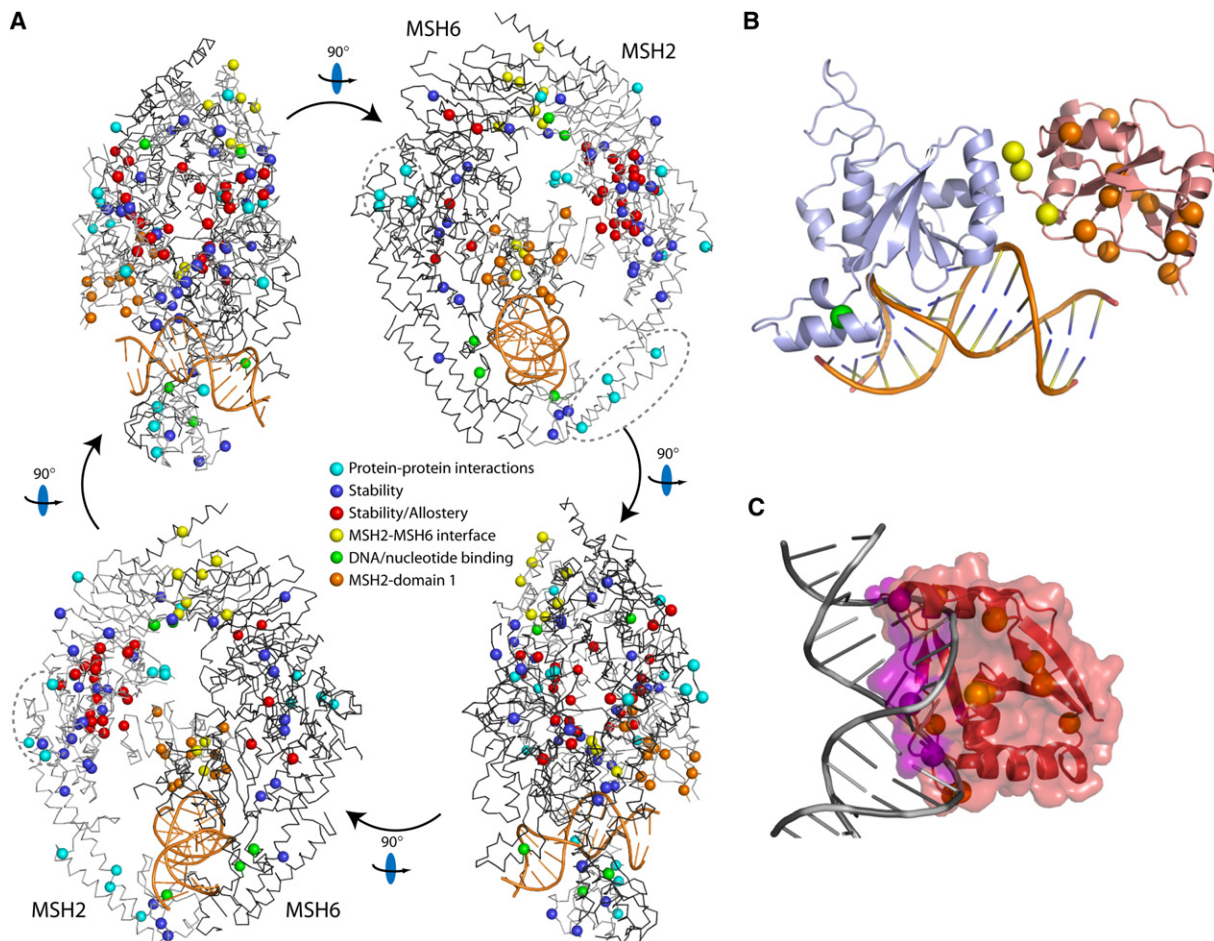 A
MSH6
MSH2
90°
B
90°
90°
Protein-protein interactions
Stability
Stability/Allostery
MSH2-MSH6 interface
DNA/nucleotide binding
MSH2-domain 1
C
90°
MSH2
MSH6